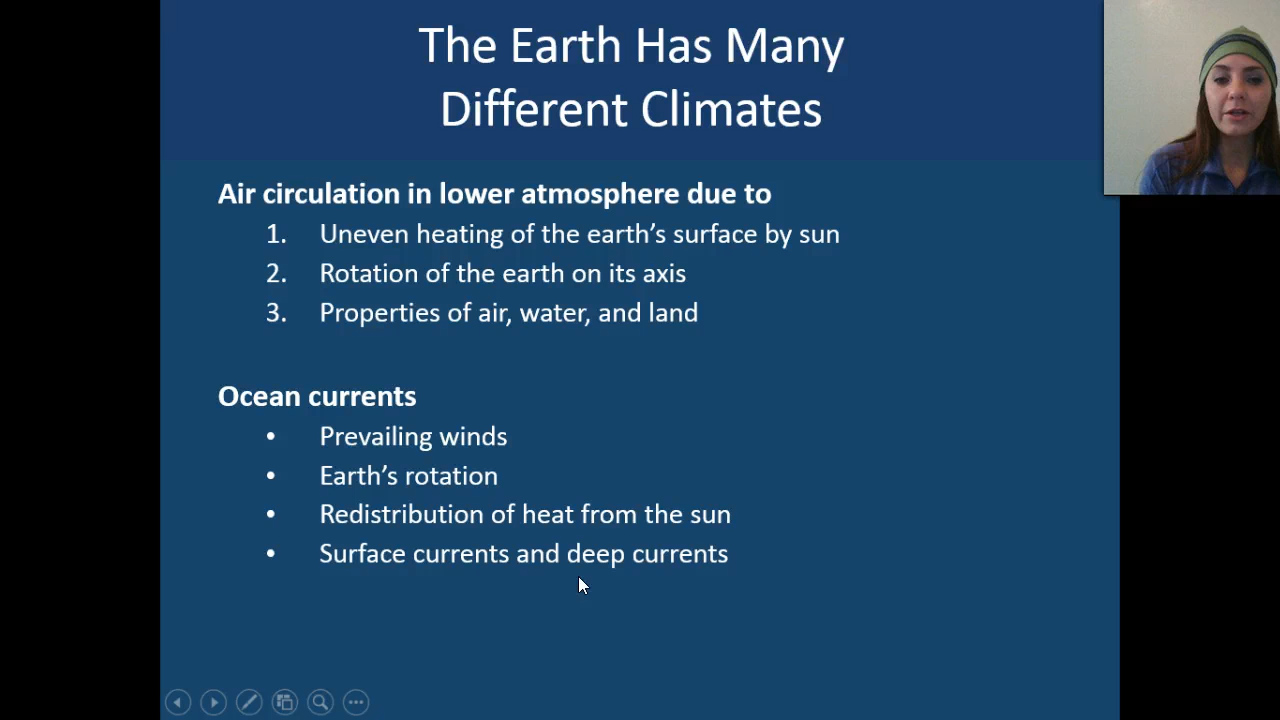 The Earth Has Many
Different Climates
Air circulation in lower atmosphere due to
1. Uneven heating of the earth’s surface by sun
2. Rotation of the earth on its axis
3. Properties of air, water, and land
Ocean currents
• Prevailing winds
• Earth’s rotation
• Redistribution of heat from the sun
• Surface currents and deep currents